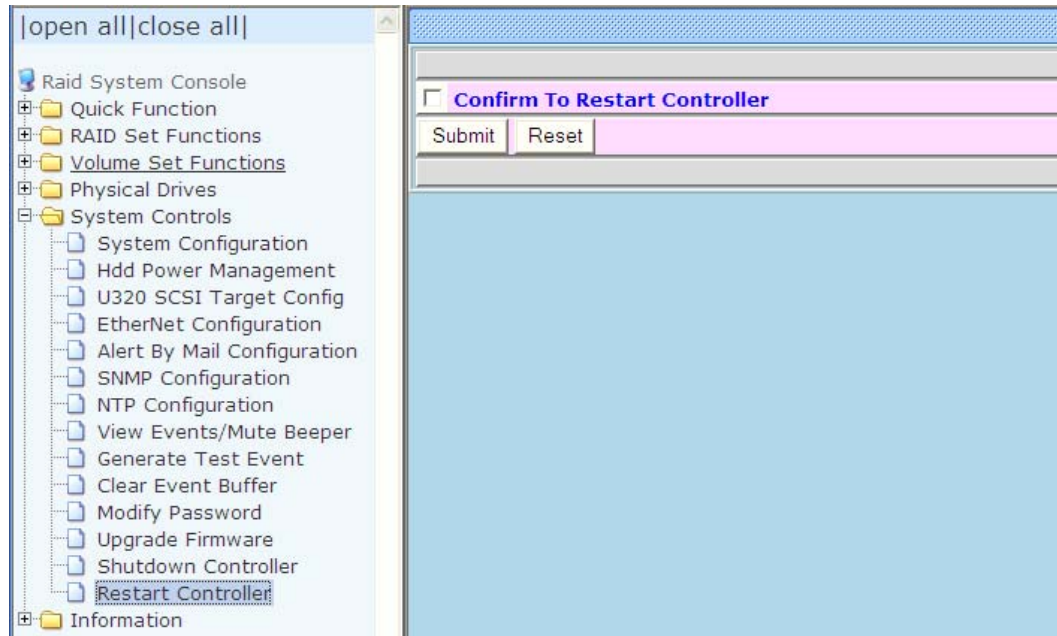 |open all|close all|
Raid System Console
Quick Function
RAID Set Functions
Volume Set Functions
Physical Drives
System Controls
System Configuration
Hdd Power Management
U320 SCSI Target Config
EtherNet Configuration
Alert By Mail Configuration
SNMP Configuration
NTP Configuration
View Events/Mute Beeper
Generate Test Event
Clear Event Buffer
Modify Password
Upgrade Firmware
Shutdown Controller
Restart Controller
Information
Confirm To Restart Controller
Submit Reset